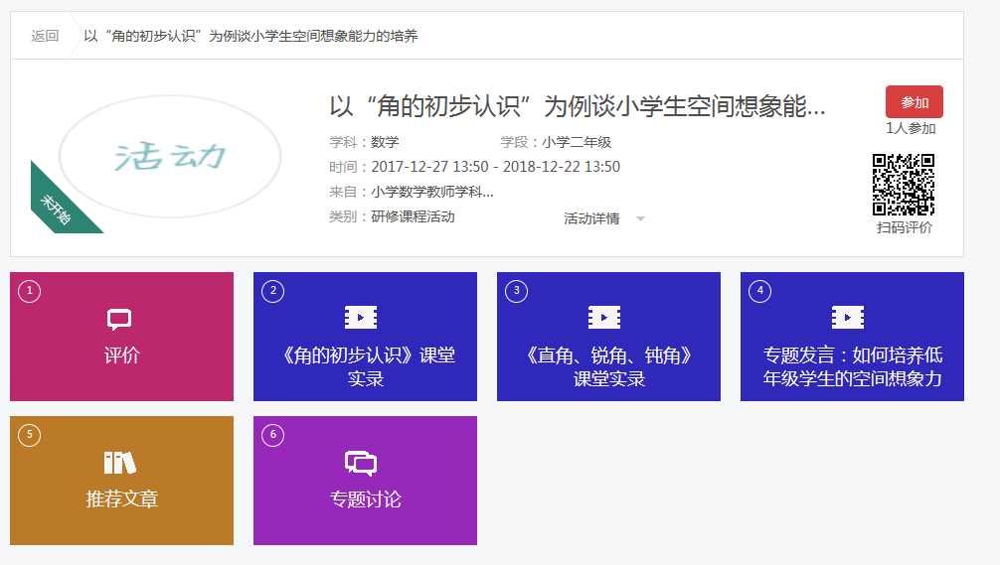 返回
以“角的初步认识”为例谈小学生空间想象能力的培养
活动
未开始
以“角的初步认识”为例谈小学生空间想象能...
学科：数学
学段：小学二年级
时间：2017-12-27 13:50 - 2018-12-22 13:50
来自：小学数学教师学科...
类别：研修课程活动
活动详情
参加
1人参加
扫码评价
1
评价
2
《角的初步认识》课堂
实录
3
《直角、锐角、钝角》
课堂实录
4
专题发言：如何培养低
年级学生的空间想象力
5
推荐文章
6
专题讨论